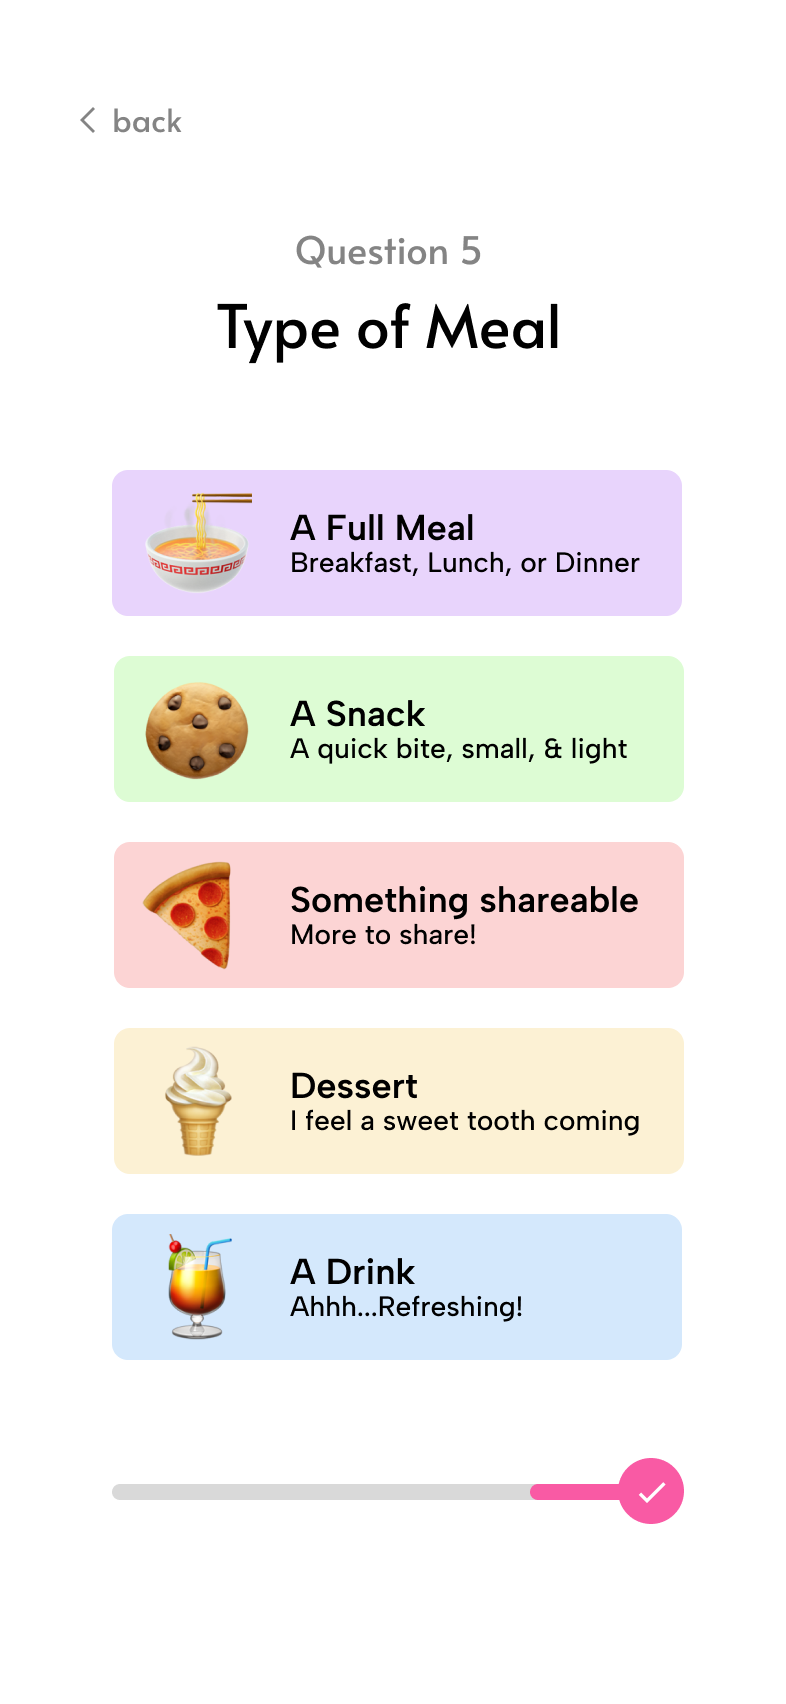 back
Question 5
Type of Meal
A Full Meal
Breakfast, Lunch, or Dinner
A Snack
A quick bite, small, & light
Something shareable
More to share!
Dessert
I feel a sweet tooth coming
A Drink
Ahhh...Refreshing!